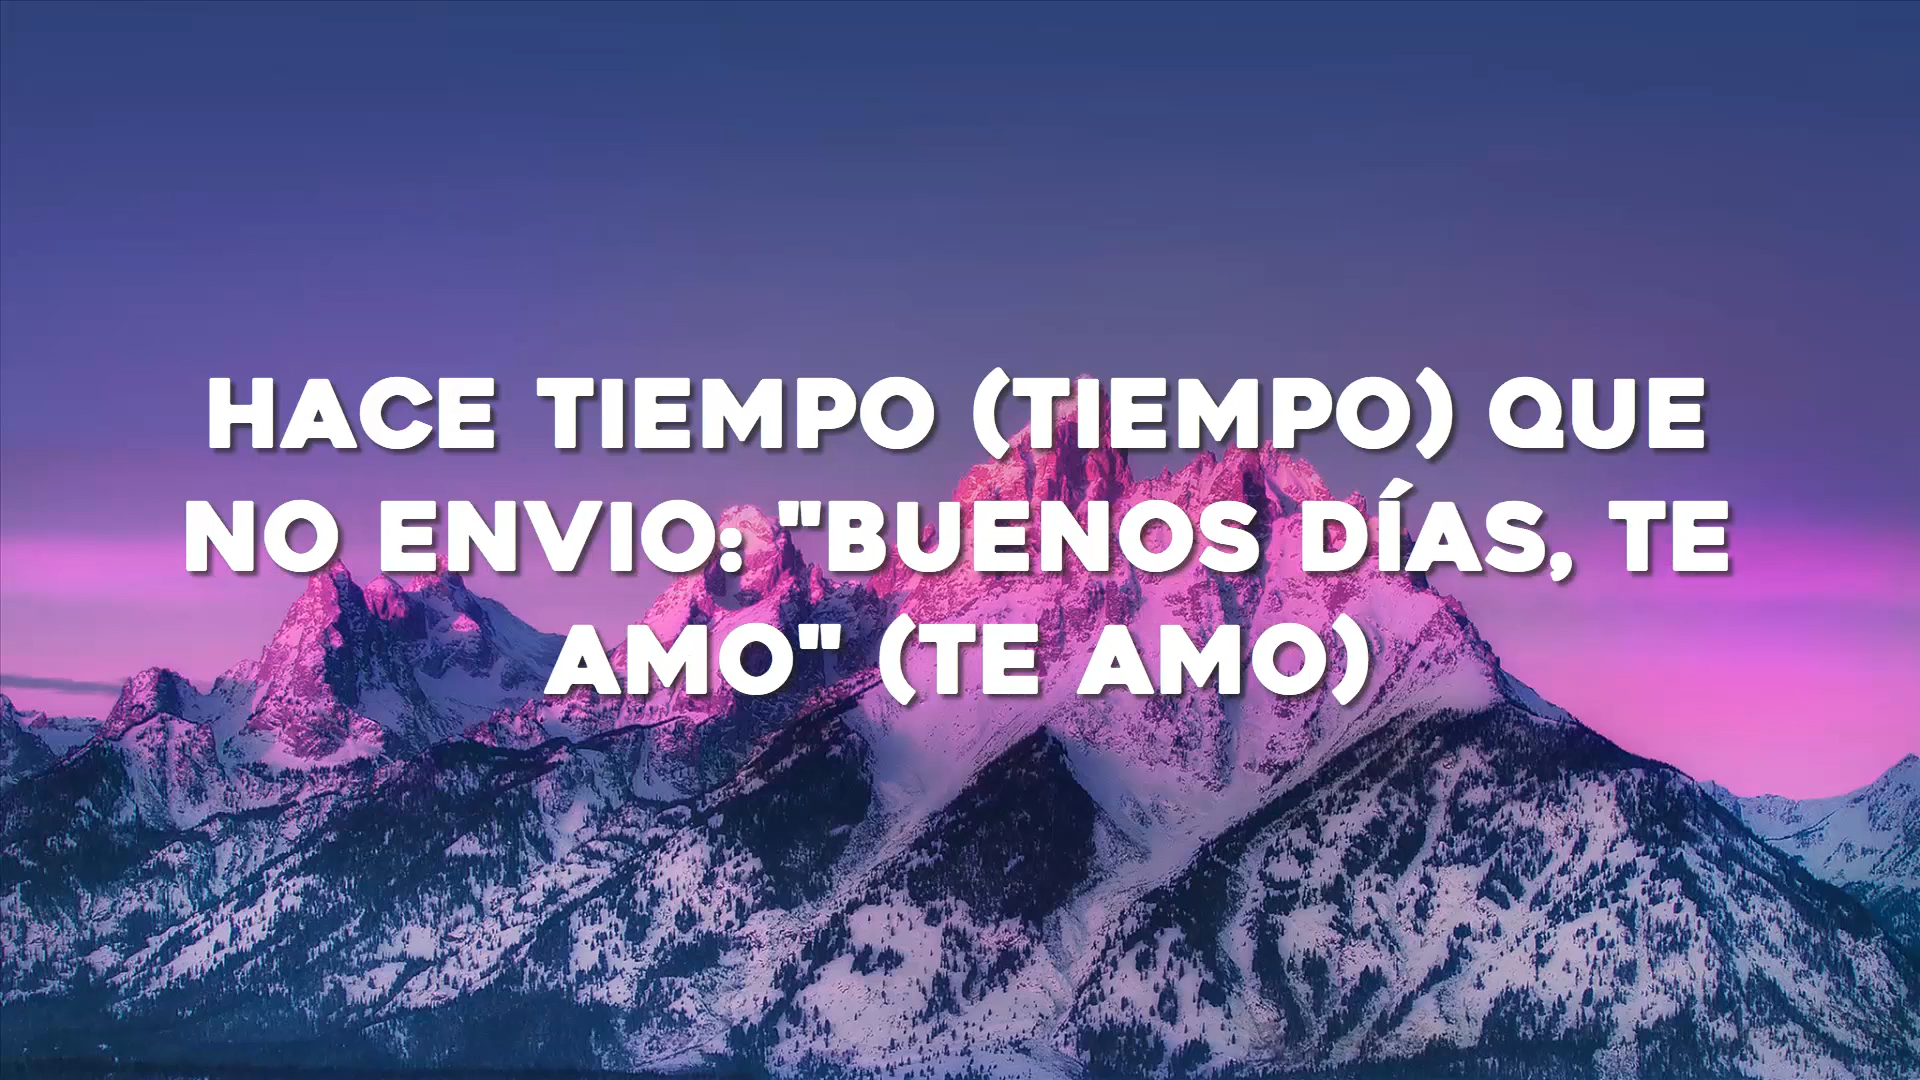 HACE TIEMPO (TIEMPO) QUE
NO ENVIO: "BUENOS DÍAS, TE
AMO" (TE AMO)